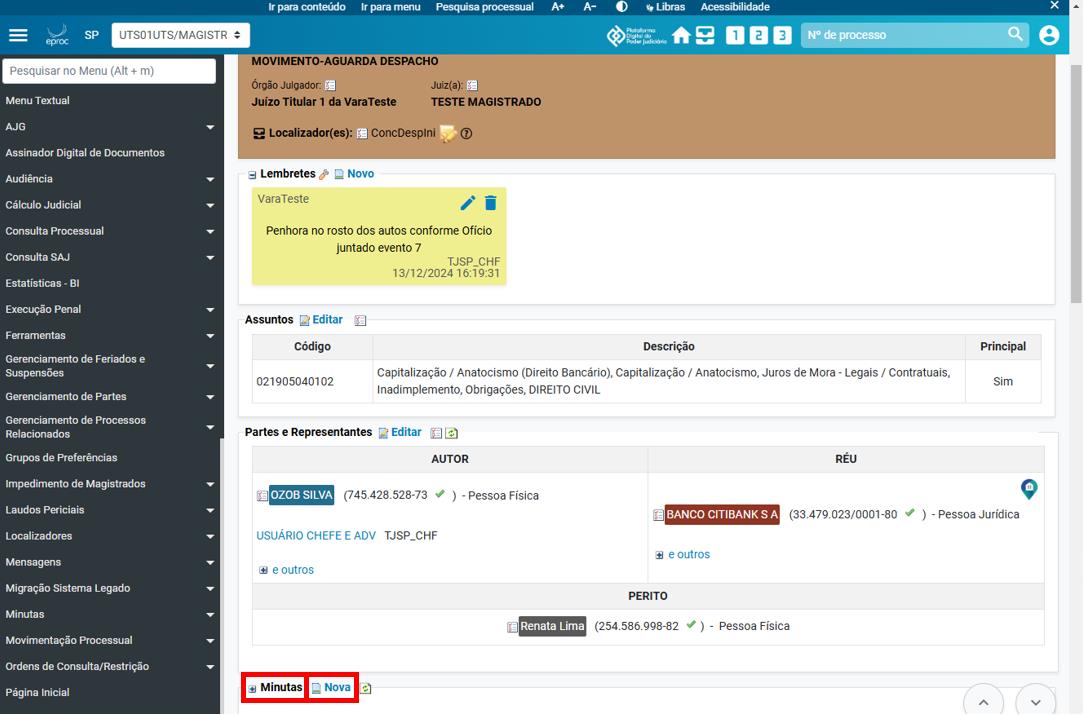 Ir para conteúdo Ir para menu Pesquisa processual A+ A- Libras Acessibilidade ✕
eproc SP UTS01UTS/MAGISTR Plataforma Digital do Poder Judiciário 1 2 3 Nº de processo
Pesquisar no Menu (Alt + m)
Menu Textual
AJG
Assinador Digital de Documentos
Audiência
Cálculo Judicial
Consulta Processual
Consulta SAJ
Estatísticas - BI
Execução Penal
Ferramentas
Gerenciamento de Feriados e
Suspensões
Gerenciamento de Partes
Gerenciamento de Processos
Relacionados
Grupos de Preferências
Impedimento de Magistrados
Laudos Periciais
Localizadores
Mensagens
Migração Sistema Legado
Minutas
Movimentação Processual
Ordens de Consulta/Restrição
Página Inicial
MOVIMENTO-AGUARDA DESPACHO
Órgão Julgador: Juiz(a):
Juízo Titular 1 da VaraTeste TESTE MAGISTRADO
Localizador(es): ConcDespIni ?
Lembretes Novo
VaraTeste
Penhora no rosto dos autos conforme Ofício
juntado evento 7
TJSP_CHF
13/12/2024 16:19:31
Assuntos Editar
Código Descrição Principal
021905040102 Capitalização / Anatocismo (Direito Bancário), Capitalização / Anatocismo, Juros de Mora - Legais / Contratuais,
Inadimplemento, Obrigações, DIREITO CIVIL Sim
Partes e Representantes Editar
AUTOR RÉU
OZOB SILVA (745.428.528-73 ) - Pessoa Física
BANCO CITIBANK S A (33.479.023/0001-80 ) - Pessoa Jurídica
USUÁRIO CHEFE E ADV TJSP_CHF
e outros
e outros
PERITO
Renata Lima (254.586.998-82 ) - Pessoa Física
Minutas Nova